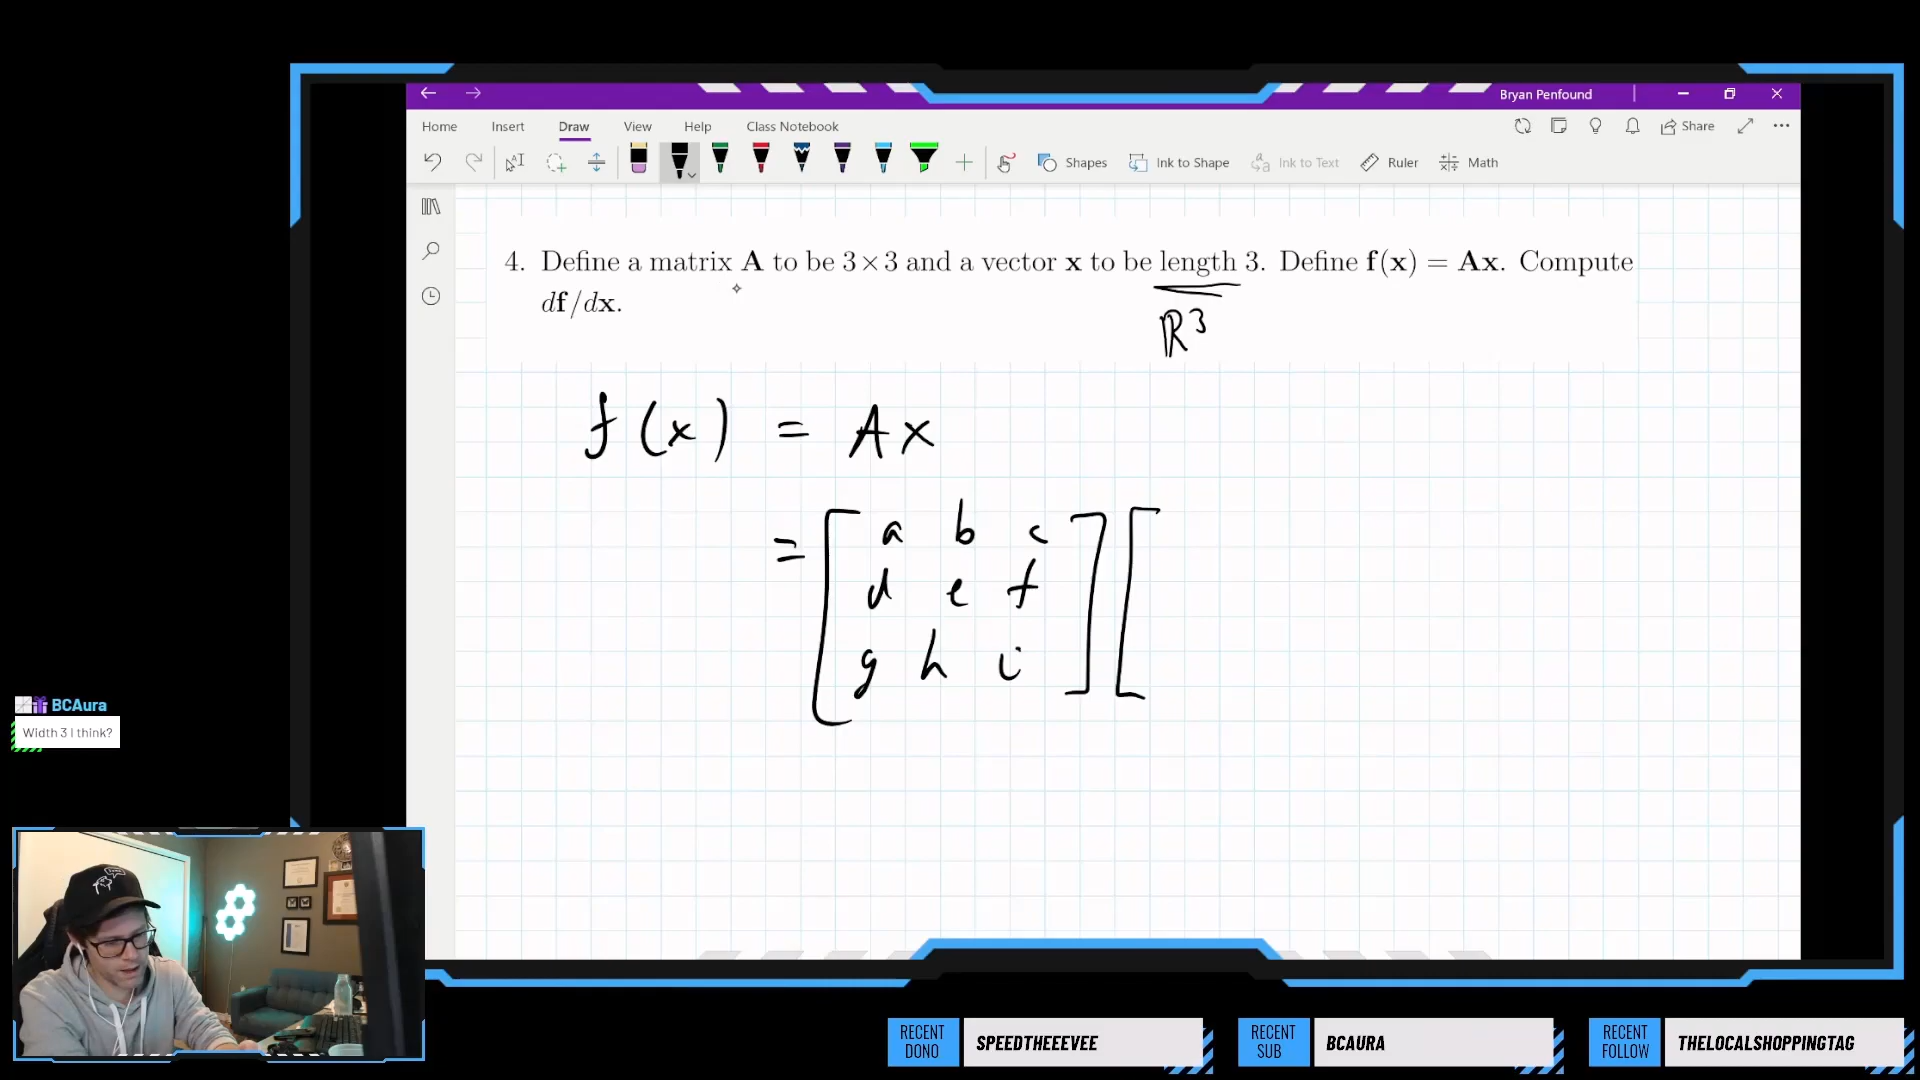 Bryan Penfound
Home Insert Draw View Help Class Notebook
Share
Shapes Ink to Shape Ink to Text Ruler Math
4. Define a matrix A to be 3×3 and a vector x to be length 3. Define f(x) = Ax. Compute
df/dx.
ℝ³
f(x) = Ax
= [ a b c ] [
d e f
g h i
BCAura
Width 3 I think?
RECENT DONO
SPEEDTHEEEVEE
RECENT SUB
BCAURA
RECENT FOLLOW
THELOCALSHOPPINGTAG